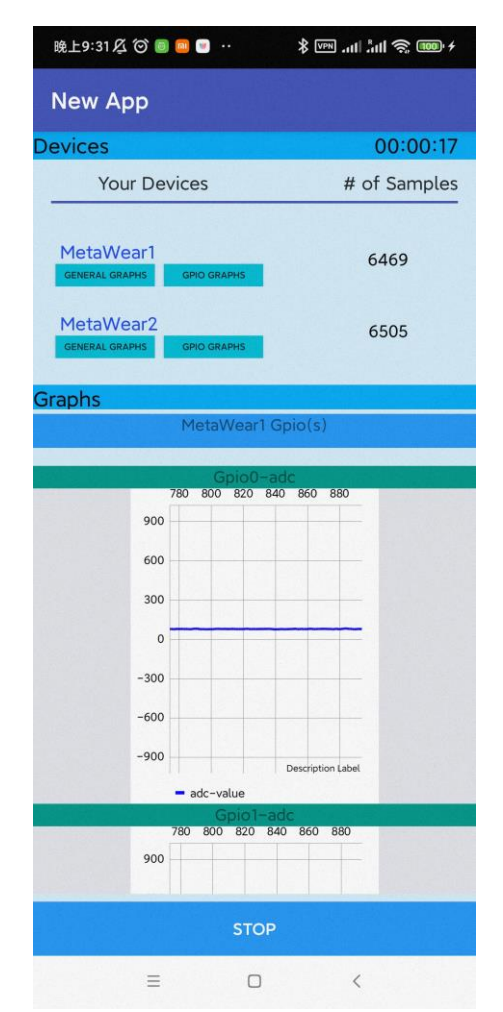 晚上9:31 VPN 100
New App
Devices 00:00:17
Your Devices # of Samples
MetaWear1 6469
GENERAL GRAPHS GPIO GRAPHS
MetaWear2 6505
GENERAL GRAPHS GPIO GRAPHS
Graphs
MetaWear1 Gpio(s)
Gpio0-adc
780 800 820 840 860 880
900
600
300
0
-300
-600
-900
Description Label
adc-value
Gpio1-adc
780 800 820 840 860 880
900
STOP